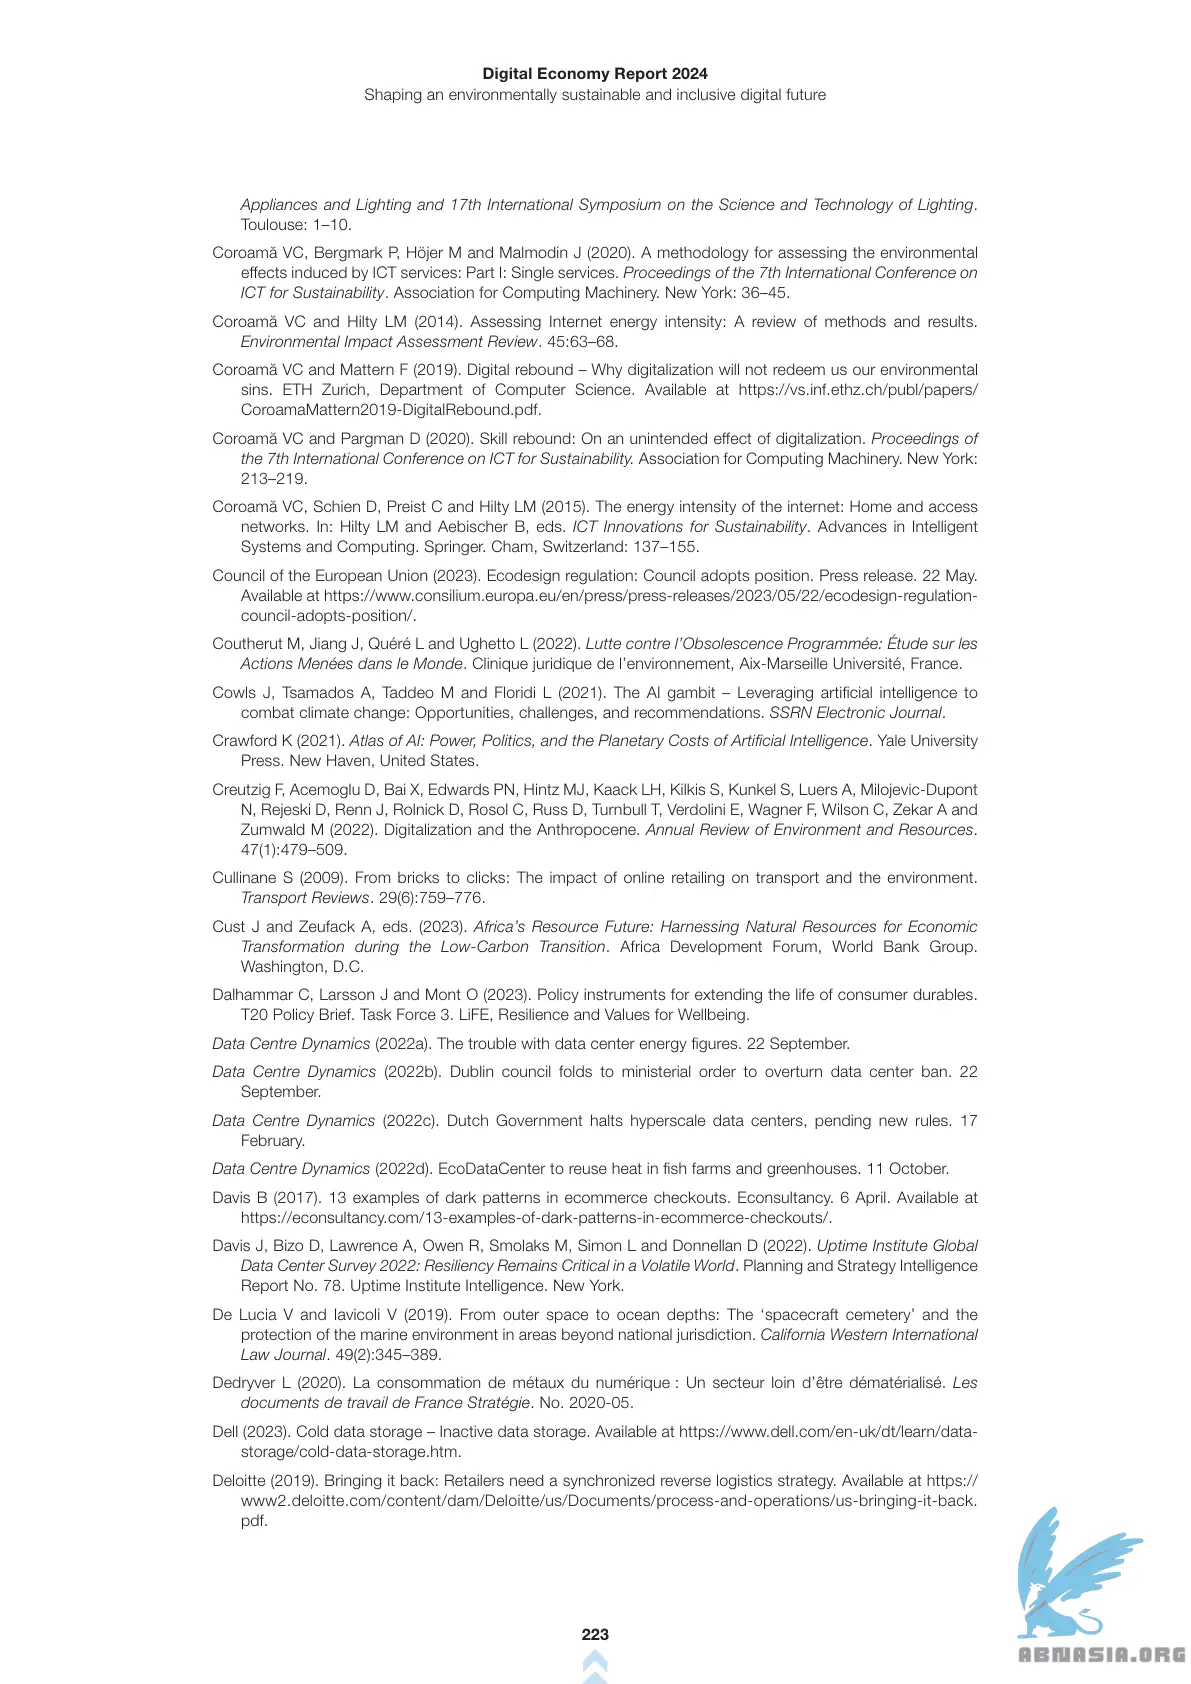 Digital Economy Report 2024
Shaping an environmentally sustainable and inclusive digital future
Appliances and Lighting and 17th International Symposium on the Science and Technology of Lighting.
Toulouse: 1–10.
Coroamă VC, Bergmark P, Höjer M and Malmodin J (2020). A methodology for assessing the environmental
effects induced by ICT services: Part I: Single services. Proceedings of the 7th International Conference on
ICT for Sustainability. Association for Computing Machinery. New York: 36–45.
Coroamă VC and Hilty LM (2014). Assessing Internet energy intensity: A review of methods and results.
Environmental Impact Assessment Review. 45:63–68.
Coroamă VC and Mattern F (2019). Digital rebound – Why digitalization will not redeem us our environmental
sins. ETH Zurich, Department of Computer Science. Available at https://vs.inf.ethz.ch/publ/papers/
CoroamaMattern2019-DigitalRebound.pdf.
Coroamă VC and Pargman D (2020). Skill rebound: On an unintended effect of digitalization. Proceedings of
the 7th International Conference on ICT for Sustainability. Association for Computing Machinery. New York:
213–219.
Coroamă VC, Schien D, Preist C and Hilty LM (2015). The energy intensity of the internet: Home and access
networks. In: Hilty LM and Aebischer B, eds. ICT Innovations for Sustainability. Advances in Intelligent
Systems and Computing. Springer. Cham, Switzerland: 137–155.
Council of the European Union (2023). Ecodesign regulation: Council adopts position. Press release. 22 May.
Available at https://www.consilium.europa.eu/en/press/press-releases/2023/05/22/ecodesign-regulation-
council-adopts-position/.
Coutherut M, Jiang J, Quéré L and Ughetto L (2022). Lutte contre l’Obsolescence Programmée: Étude sur les
Actions Menées dans le Monde. Clinique juridique de l’environnement, Aix-Marseille Université, France.
Cowls J, Tsamados A, Taddeo M and Floridi L (2021). The AI gambit – Leveraging artificial intelligence to
combat climate change: Opportunities, challenges, and recommendations. SSRN Electronic Journal.
Crawford K (2021). Atlas of AI: Power, Politics, and the Planetary Costs of Artificial Intelligence. Yale University
Press. New Haven, United States.
Creutzig F, Acemoglu D, Bai X, Edwards PN, Hintz MJ, Kaack LH, Kilkis S, Kunkel S, Luers A, Milojevic-Dupont
N, Rejeski D, Renn J, Rolnick D, Rosol C, Russ D, Turnbull T, Verdolini E, Wagner F, Wilson C, Zekar A and
Zumwald M (2022). Digitalization and the Anthropocene. Annual Review of Environment and Resources.
47(1):479–509.
Cullinane S (2009). From bricks to clicks: The impact of online retailing on transport and the environment.
Transport Reviews. 29(6):759–776.
Cust J and Zeufack A, eds. (2023). Africa’s Resource Future: Harnessing Natural Resources for Economic
Transformation during the Low-Carbon Transition. Africa Development Forum, World Bank Group.
Washington, D.C.
Dalhammar C, Larsson J and Mont O (2023). Policy instruments for extending the life of consumer durables.
T20 Policy Brief. Task Force 3. LiFE, Resilience and Values for Wellbeing.
Data Centre Dynamics (2022a). The trouble with data center energy figures. 22 September.
Data Centre Dynamics (2022b). Dublin council folds to ministerial order to overturn data center ban. 22
September.
Data Centre Dynamics (2022c). Dutch Government halts hyperscale data centers, pending new rules. 17
February.
Data Centre Dynamics (2022d). EcoDataCenter to reuse heat in fish farms and greenhouses. 11 October.
Davis B (2017). 13 examples of dark patterns in ecommerce checkouts. Econsultancy. 6 April. Available at
https://econsultancy.com/13-examples-of-dark-patterns-in-ecommerce-checkouts/.
Davis J, Bizo D, Lawrence A, Owen R, Smolaks M, Simon L and Donnellan D (2022). Uptime Institute Global
Data Center Survey 2022: Resiliency Remains Critical in a Volatile World. Planning and Strategy Intelligence
Report No. 78. Uptime Institute Intelligence. New York.
De Lucia V and Iavicoli V (2019). From outer space to ocean depths: The ‘spacecraft cemetery’ and the
protection of the marine environment in areas beyond national jurisdiction. California Western International
Law Journal. 49(2):345–389.
Dedryver L (2020). La consommation de métaux du numérique : Un secteur loin d’être dématérialisé. Les
documents de travail de France Stratégie. No. 2020-05.
Dell (2023). Cold data storage – Inactive data storage. Available at https://www.dell.com/en-uk/dt/learn/data-
storage/cold-data-storage.htm.
Deloitte (2019). Bringing it back: Retailers need a synchronized reverse logistics strategy. Available at https://
www2.deloitte.com/content/dam/Deloitte/us/Documents/process-and-operations/us-bringing-it-back.
pdf.
223
ABNASIA.ORG